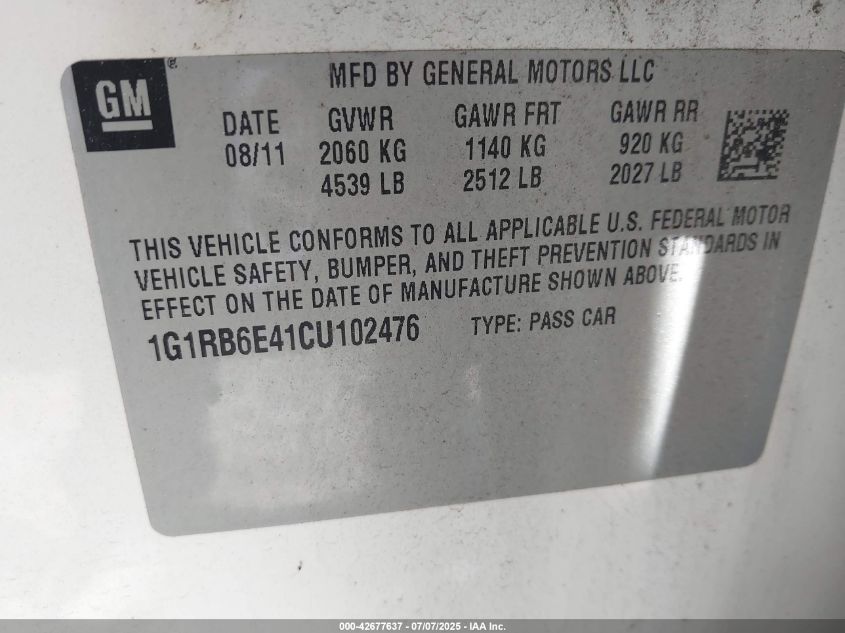 GM ®
MFD BY GENERAL MOTORS LLC
DATE GVWR GAWR FRT GAWR RR
08/11 2060 KG 1140 KG 920 KG
4539 LB 2512 LB 2027 LB
THIS VEHICLE CONFORMS TO ALL APPLICABLE U.S. FEDERAL MOTOR
VEHICLE SAFETY, BUMPER, AND THEFT PREVENTION STANDARDS IN
EFFECT ON THE DATE OF MANUFACTURE SHOWN ABOVE.
1G1RB6E41CU102476 TYPE: PASS CAR
000-42677637 - 07/07/2025 - IAA Inc.